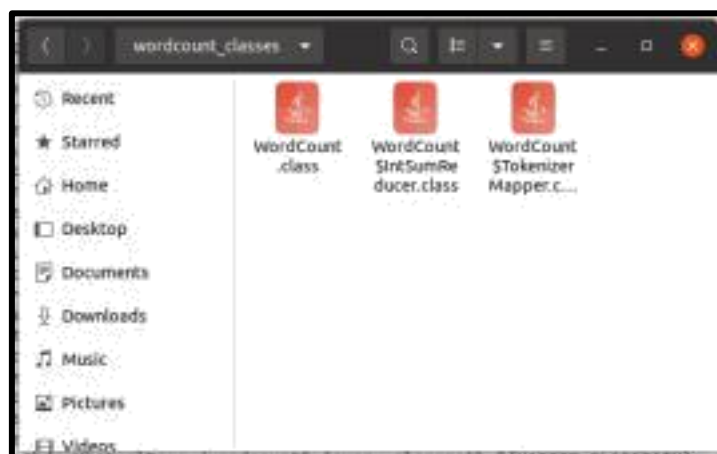 wordcount_classes
Recent
Starred
Home
Desktop
Documents
Downloads
Music
Pictures
Videos
WordCount
.class
WordCount
$IntSumRe
ducer.class
WordCount
$Tokenizer
Mapper.c...